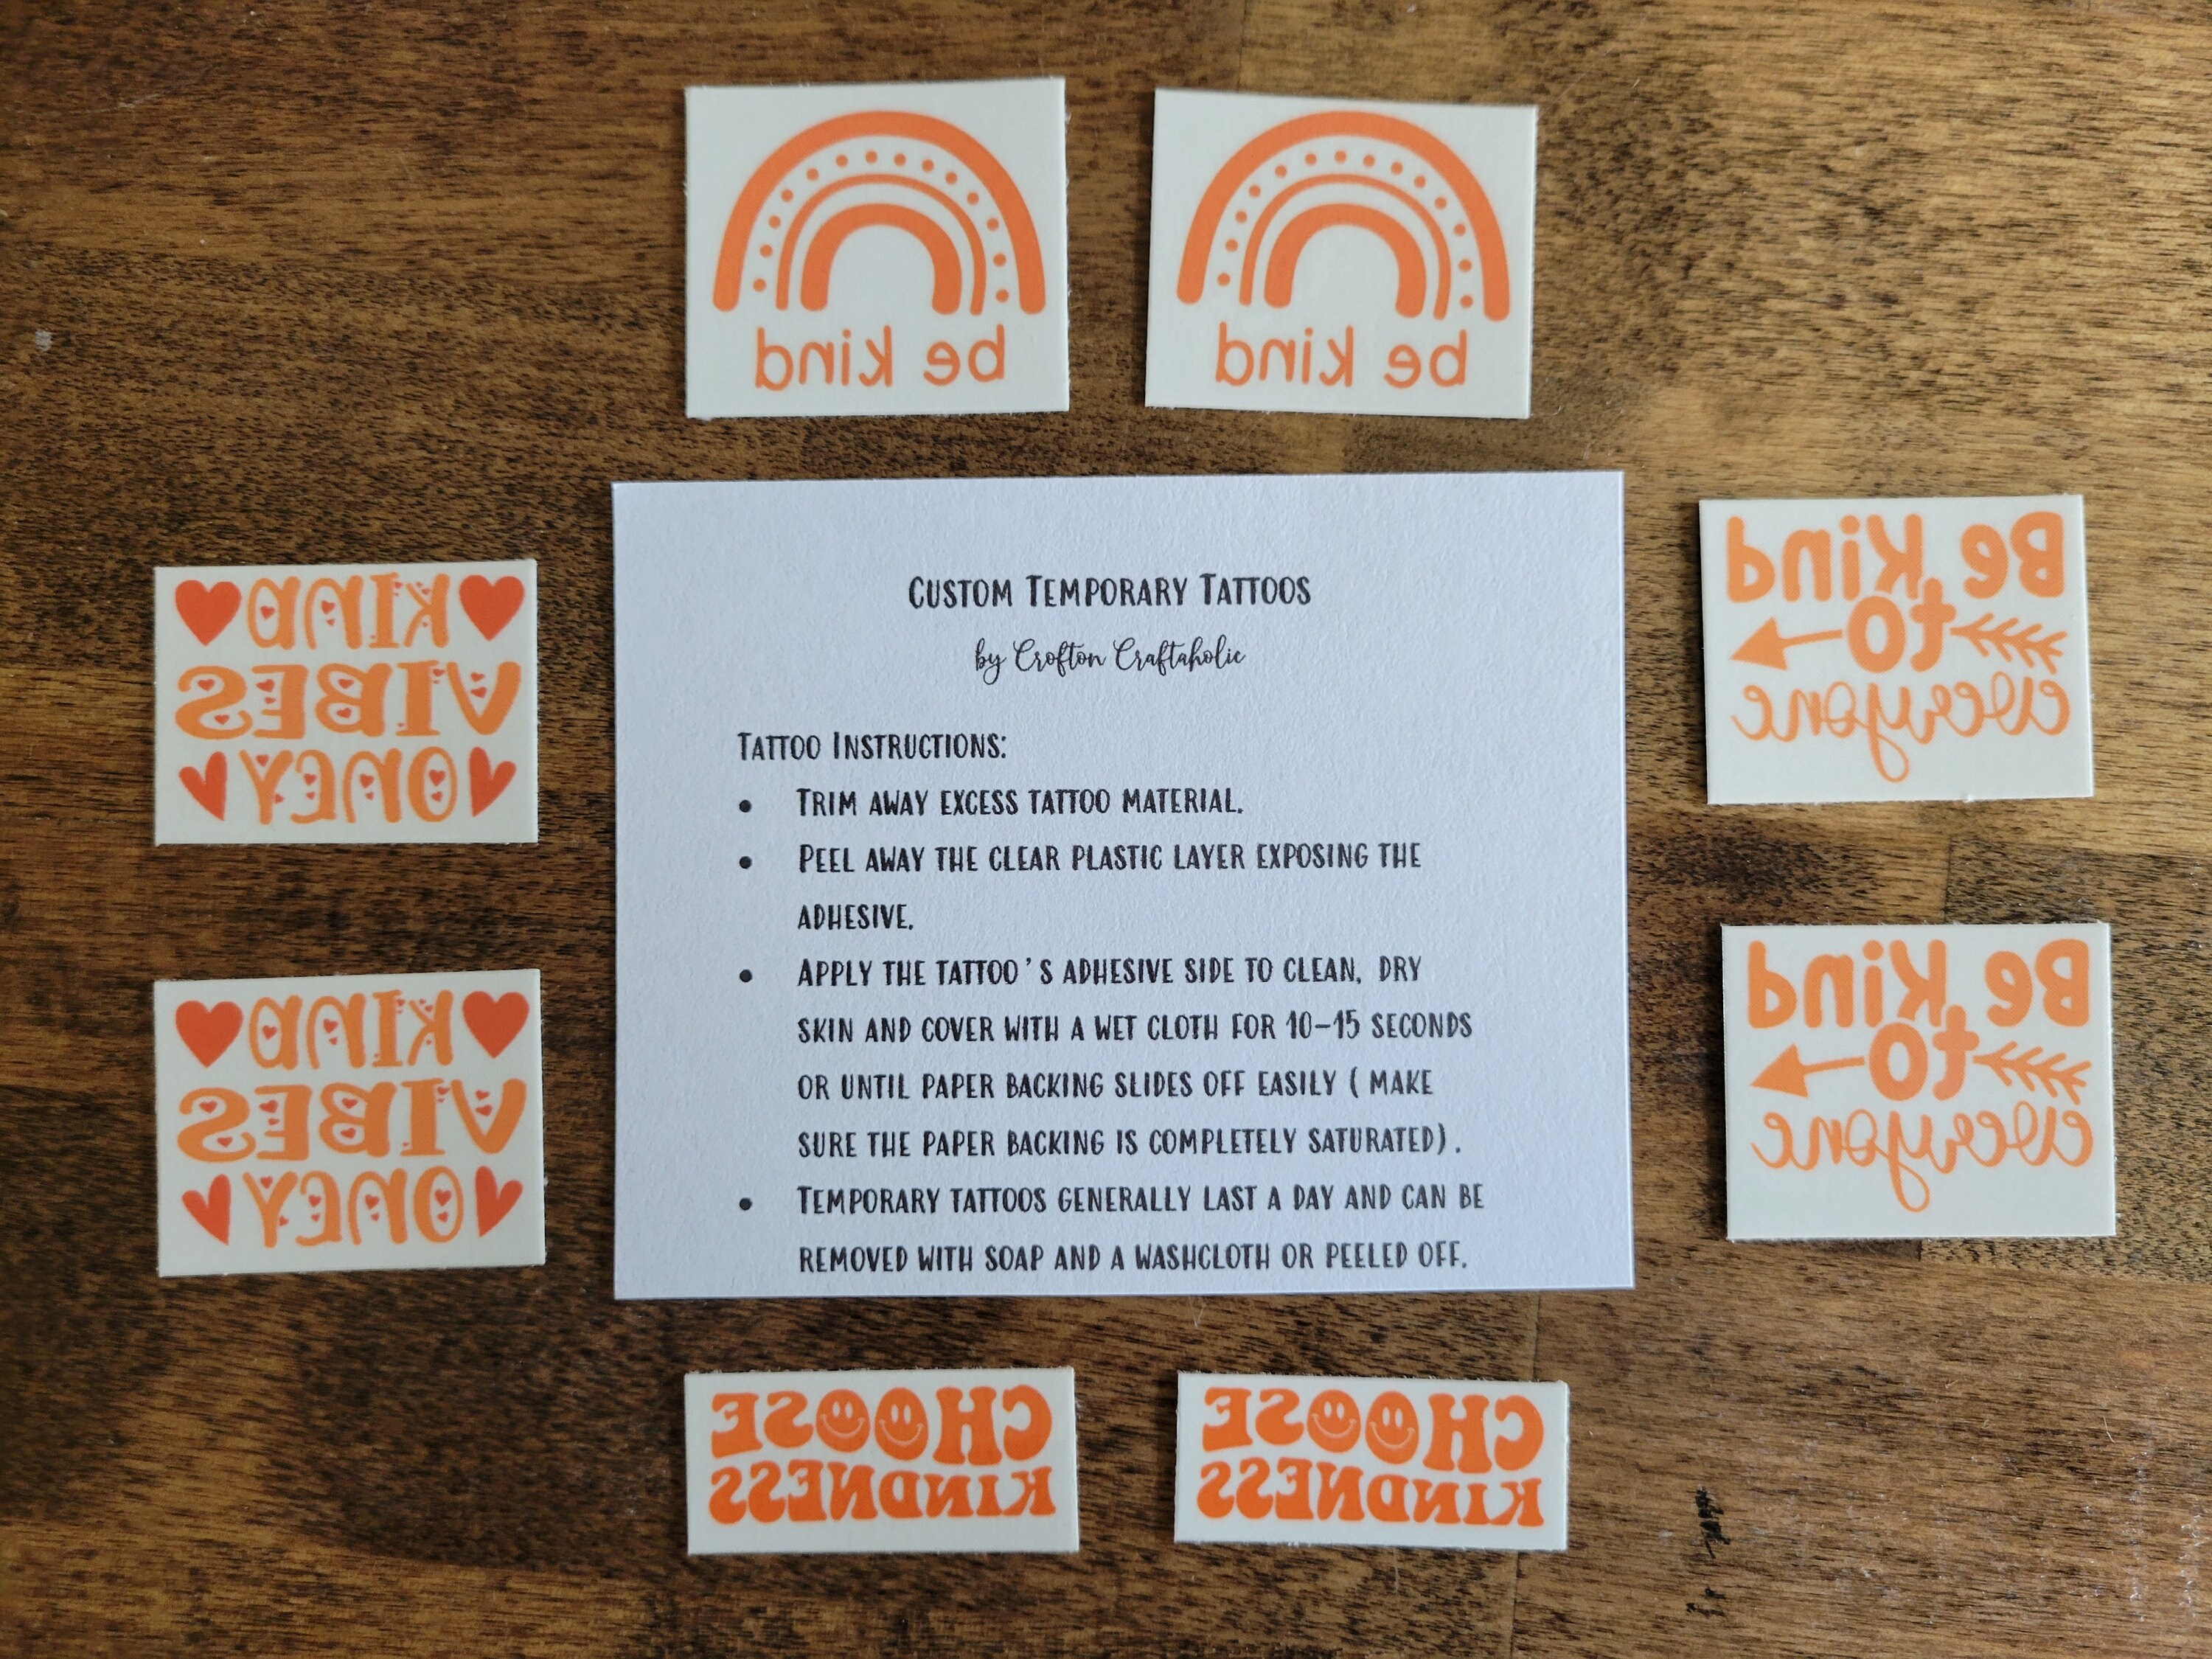 be kind
be kind
KIND
VIBES
ONLY
KIND
VIBES
ONLY
CUSTOM TEMPORARY TATTOOS
by Crofton Craftaholic
TATTOO INSTRUCTIONS:
• TRIM AWAY EXCESS TATTOO MATERIAL.
• PEEL AWAY THE CLEAR PLASTIC LAYER EXPOSING THE
ADHESIVE.
• APPLY THE TATTOO'S ADHESIVE SIDE TO CLEAN, DRY
SKIN AND COVER WITH A WET CLOTH FOR 10-15 SECONDS
OR UNTIL PAPER BACKING SLIDES OFF EASILY ( MAKE
SURE THE PAPER BACKING IS COMPLETELY SATURATED).
• TEMPORARY TATTOOS GENERALLY LAST A DAY AND CAN BE
REMOVED WITH SOAP AND A WASHCLOTH OR PEELED OFF.
Be Kind
to
everyone
Be Kind
to
everyone
CHOOSE
KINDNESS
CHOOSE
KINDNESS